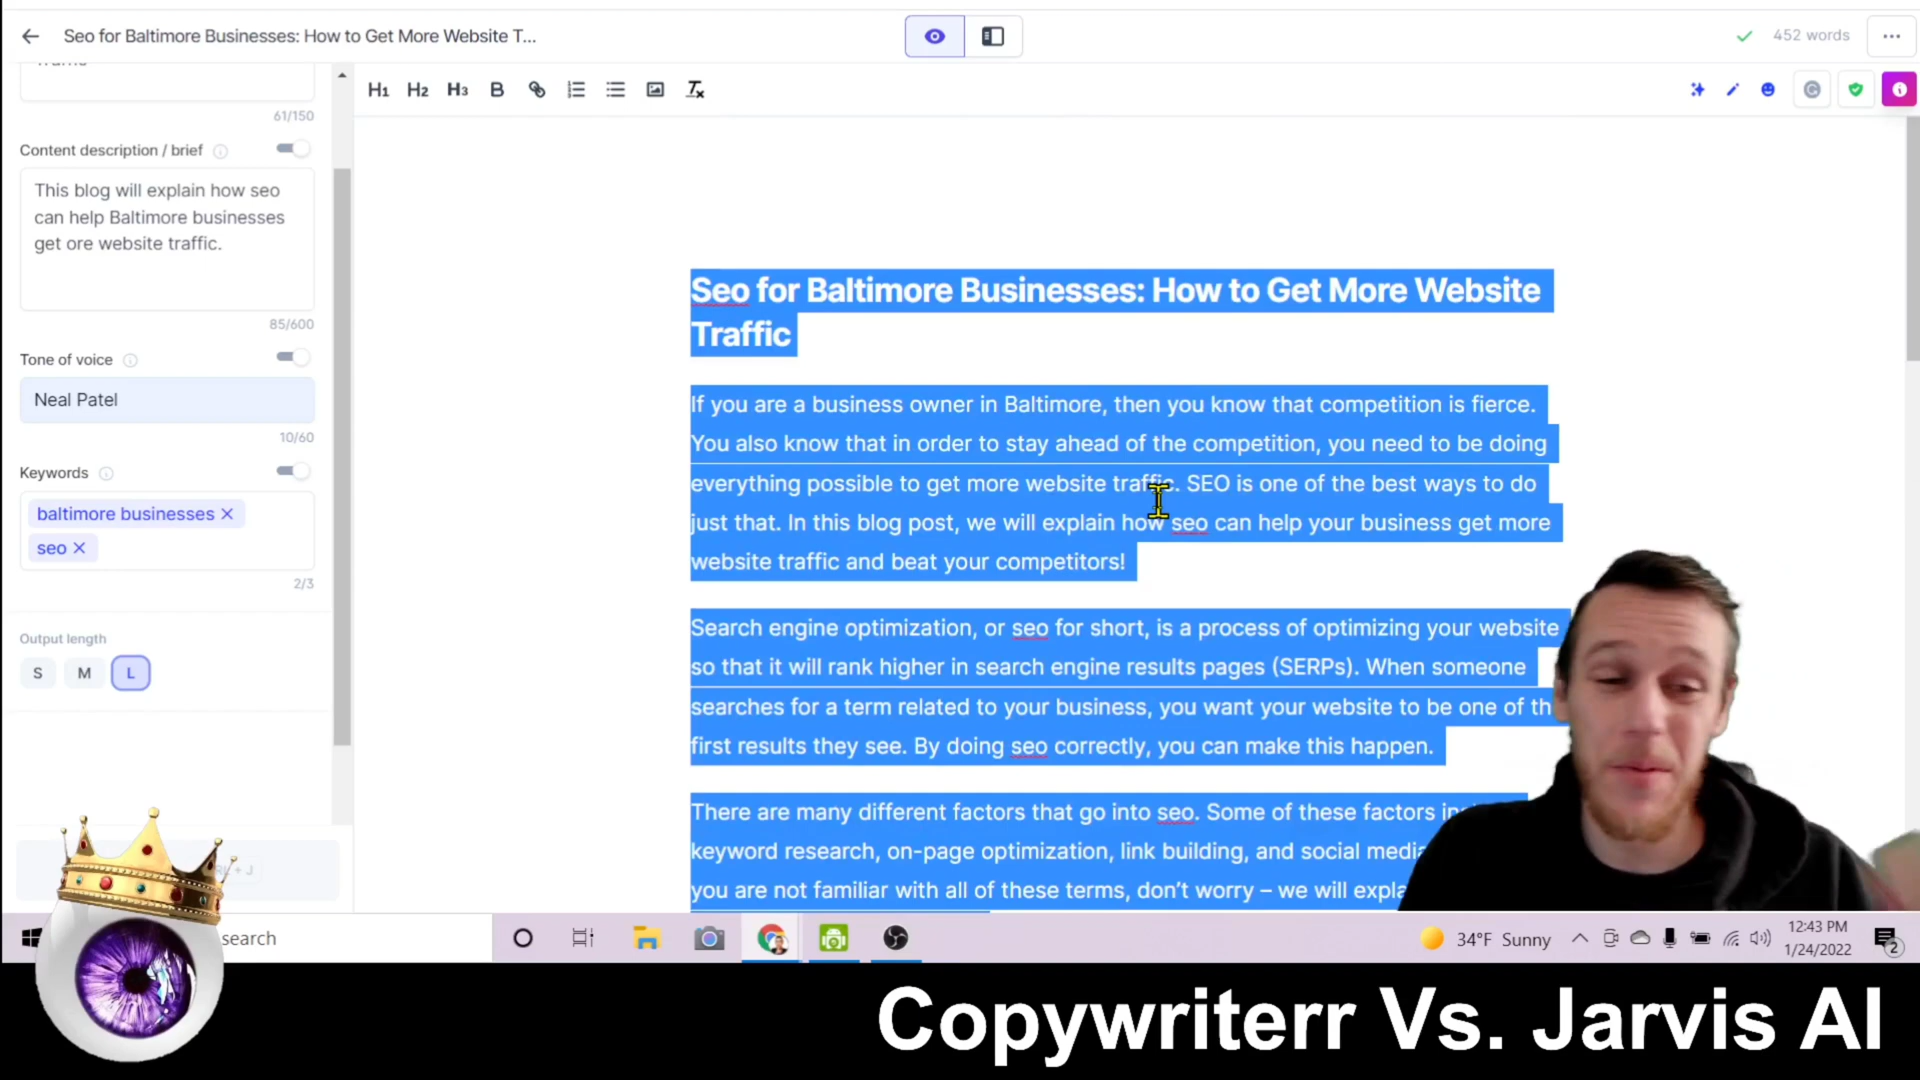 Seo for Baltimore Businesses: How to Get More Website T...
452 words
H1 H2 H3 B
61/150
Content description / brief
This blog will explain how seo
can help Baltimore businesses
get ore website traffic.
85/600
Tone of voice
Neal Patel
10/60
Keywords
baltimore businesses
seo
2/3
Output length
S M L
Seo for Baltimore Businesses: How to Get More Website
Traffic
If you are a business owner in Baltimore, then you know that competition is fierce.
You also know that in order to stay ahead of the competition, you need to be doing
everything possible to get more website traffic. SEO is one of the best ways to do
just that. In this blog post, we will explain how seo can help your business get more
website traffic and beat your competitors!
Search engine optimization, or seo for short, is a process of optimizing your website
so that it will rank higher in search engine results pages (SERPs). When someone
searches for a term related to your business, you want your website to be one of th
first results they see. By doing seo correctly, you can make this happen.
There are many different factors that go into seo. Some of these factors in
keyword research, on-page optimization, link building, and social media
you are not familiar with all of these terms, don't worry – we will expla
search
34°F Sunny
12:43 PM
1/24/2022
2
Copywriterr Vs. Jarvis AI